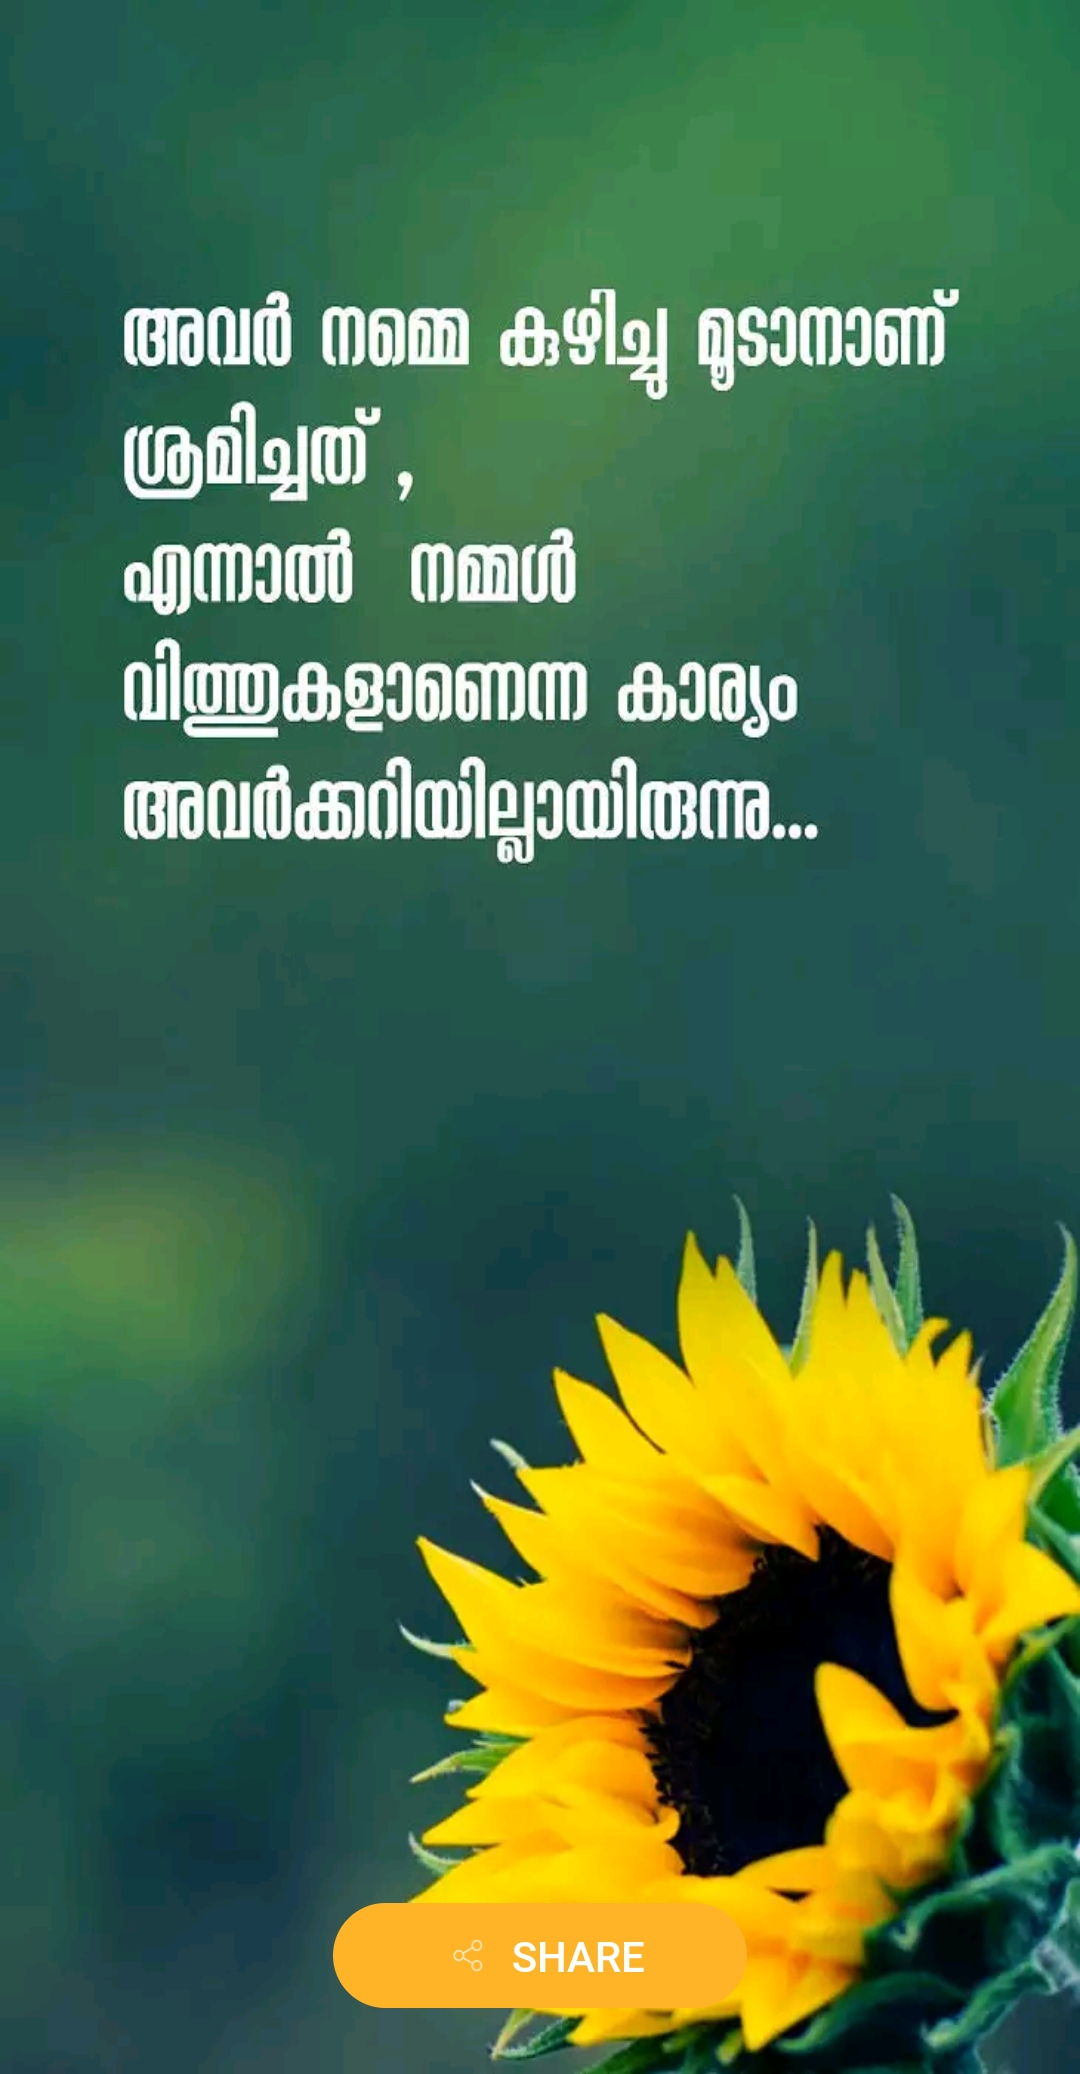 അവർ നമ്മെ കുഴിച്ചു മൂടാനാണ്
ശ്രമിച്ചത് ,
എന്നാൽ നമ്മൾ
വിത്തുകളാണെന്ന കാര്യം
അവർക്കറിയില്ലായിരുന്നു...
SHARE